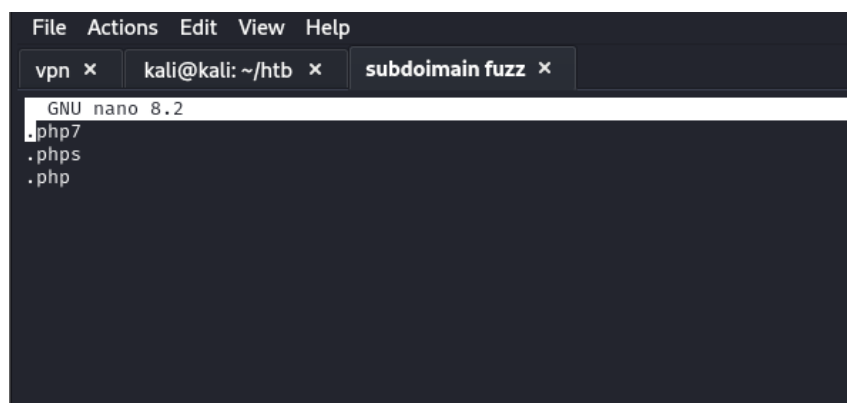 File Actions Edit View Help
vpn × kali@kali: ~/htb × subdoimain fuzz ×
GNU nano 8.2
.php7
.phps
.php